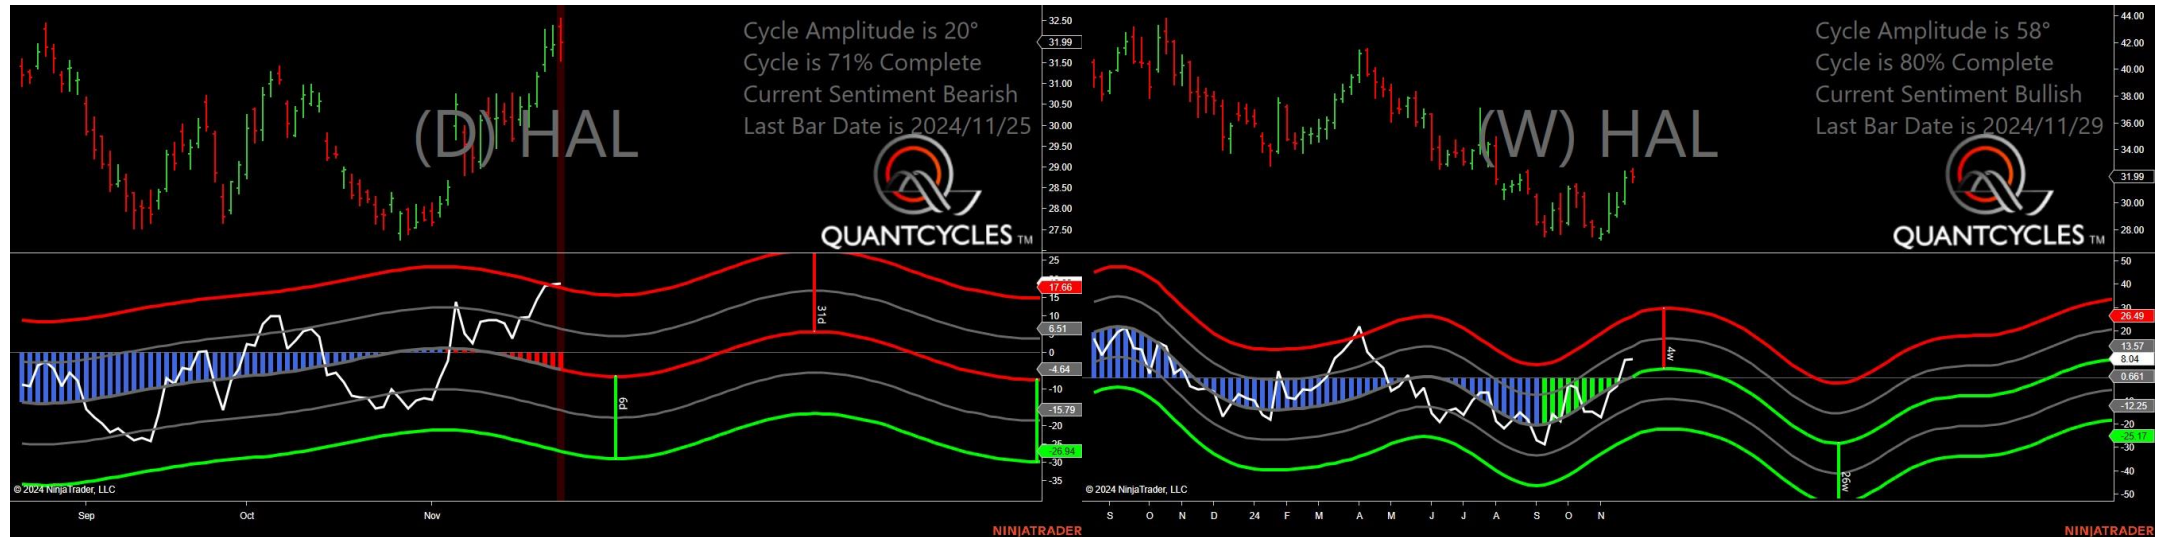 Cycle Amplitude is 20°
Cycle is 71% Complete
Current Sentiment Bearish
Last Bar Date is 2024/11/25
(D) HAL
QUANTCYCLES TM
32.50
31.99
31.50
31.00
30.50
30.00
29.50
29.00
28.50
28.00
27.50
25
17.66
15
10
6.51
0
-4.64
-10
-15.79
-20
-25
-26.94
-30
-35
31d
6d
© 2024 NinjaTrader, LLC
Sep Oct Nov
NINJATRADER
Cycle Amplitude is 58°
Cycle is 80% Complete
Current Sentiment Bullish
Last Bar Date is 2024/11/29
(W) HAL
QUANTCYCLES TM
44.00
42.00
40.00
38.00
36.00
34.00
31.99
30.00
28.00
50
40
30
26.49
20
13.57
8.04
0.661
-12.25
-20
-25.17
-30
-40
-50
4w
26w
© 2024 NinjaTrader, LLC
S O N D 24 F M A M J J A S O N
NINJATRADER